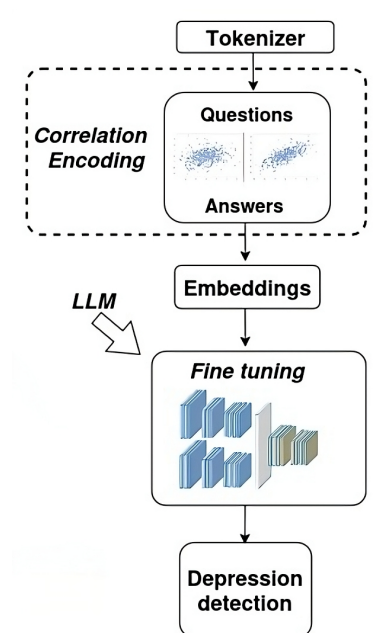 Tokenizer
Questions
Correlation
Encoding
Answers
Embeddings
LLM
Fine tuning
Depression
detection